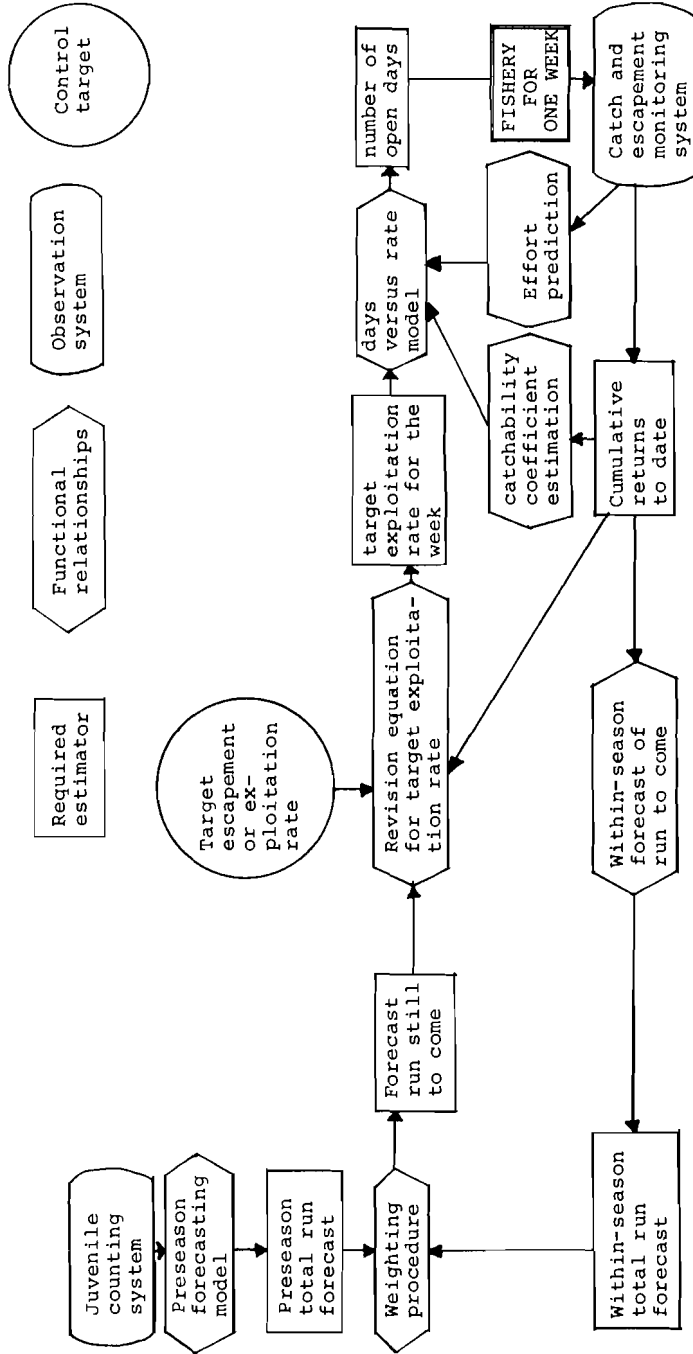 Required
estimator
Functional
relationships
Observation
system
Control
target
Juvenile
counting
system
Preseason
forecasting
model
Preseason
total run
forecast
Weighting
procedure
Forecast
run still
to come
Target
escapement
or ex-
ploitation
rate
Revision equation
for target exploita-
tion rate
target
exploitation
rate for the
week
days
versus rate
model
number of
open days
catchability
coefficient
estimation
Effort
prediction
FISHERY
FOR
ONE WEEK
Within-season
total run
forecast
Within-season
forecast of
run to come
Cumulative
returns
to date
Catch and
escapement
monitoring
system